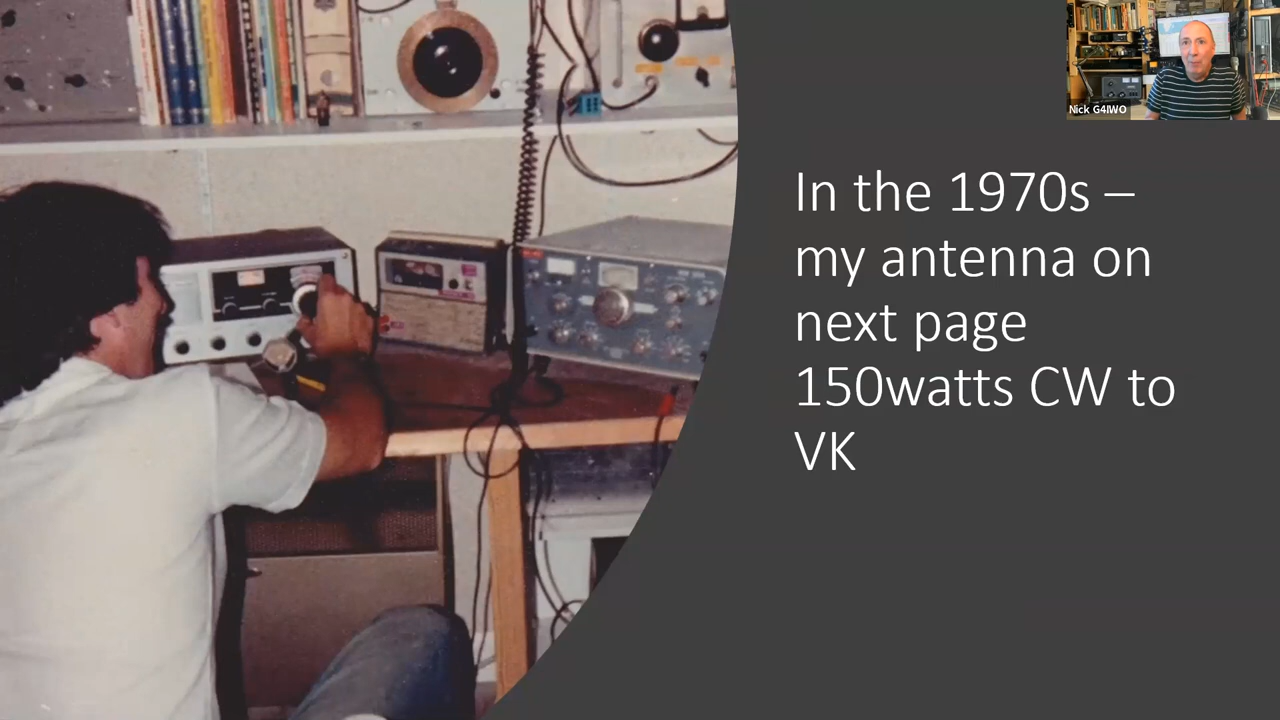 Nick G4IWO
In the 1970s –
my antenna on
next page
150watts CW to
VK